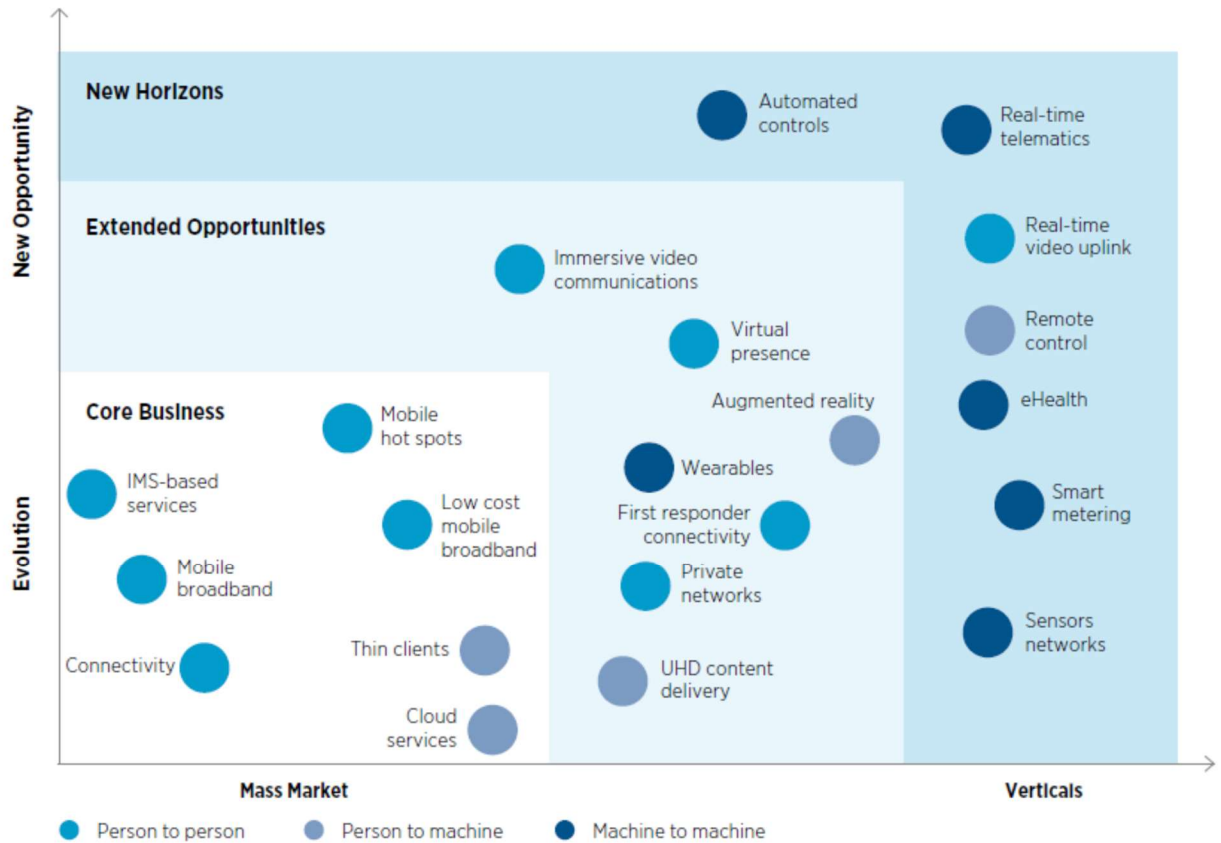 New Opportunity
Evolution
New Horizons
Automated
controls
Real-time
telematics
Extended Opportunities
Immersive video
communications
Real-time
video uplink
Virtual
presence
Remote
control
Augmented reality
eHealth
Core Business
Mobile
hot spots
IMS-based
services
Low cost
mobile
broadband
Wearables
First responder
connectivity
Smart
metering
Mobile
broadband
Private
networks
Connectivity
Thin clients
UHD content
delivery
Sensors
networks
Cloud
services
Mass Market
Verticals
Person to person
Person to machine
Machine to machine